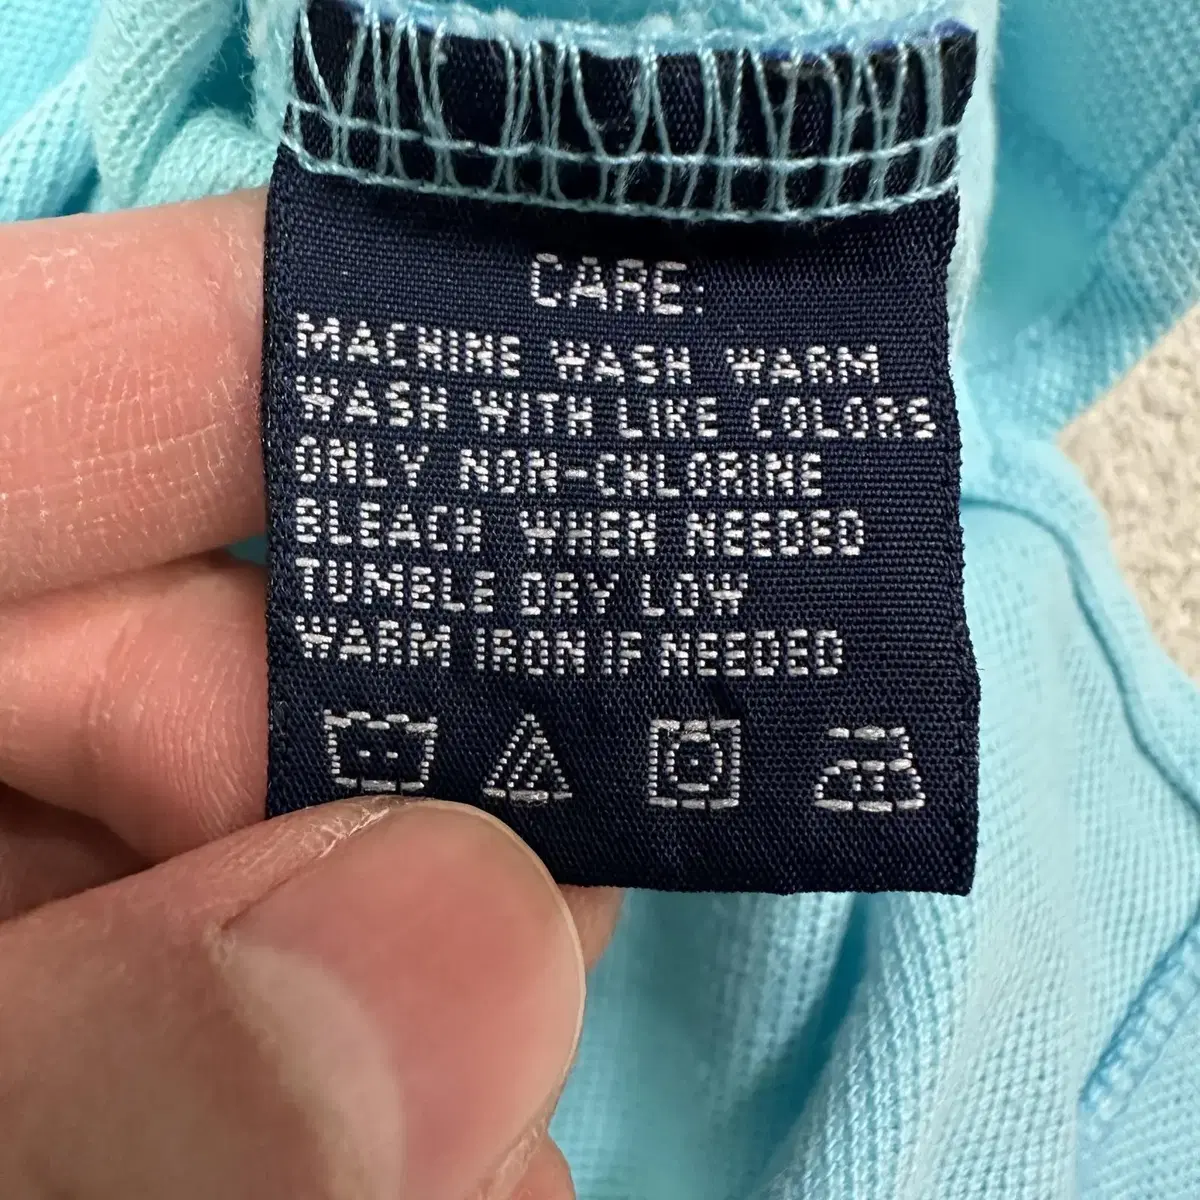 CARE:
MACHINE WASH WARM
WASH WITH LIKE COLORS
ONLY NON-CHLORINE
BLEACH WHEN NEEDED
TUMBLE DRY LOW
WARM IRON IF NEEDED